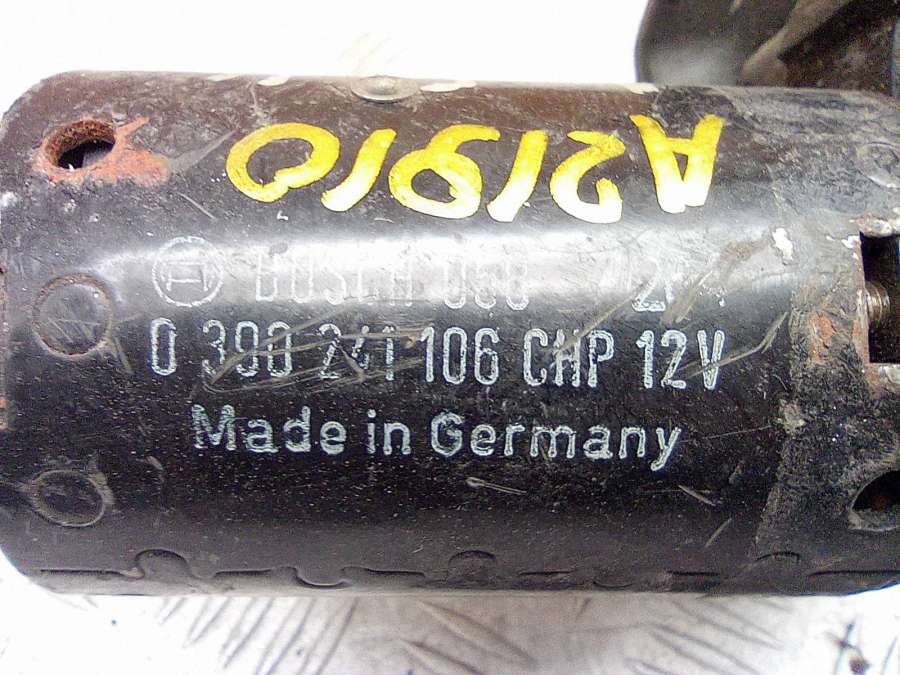 A21910
BOSCH
0 390 241 106 CHP 12V
Made in Germany